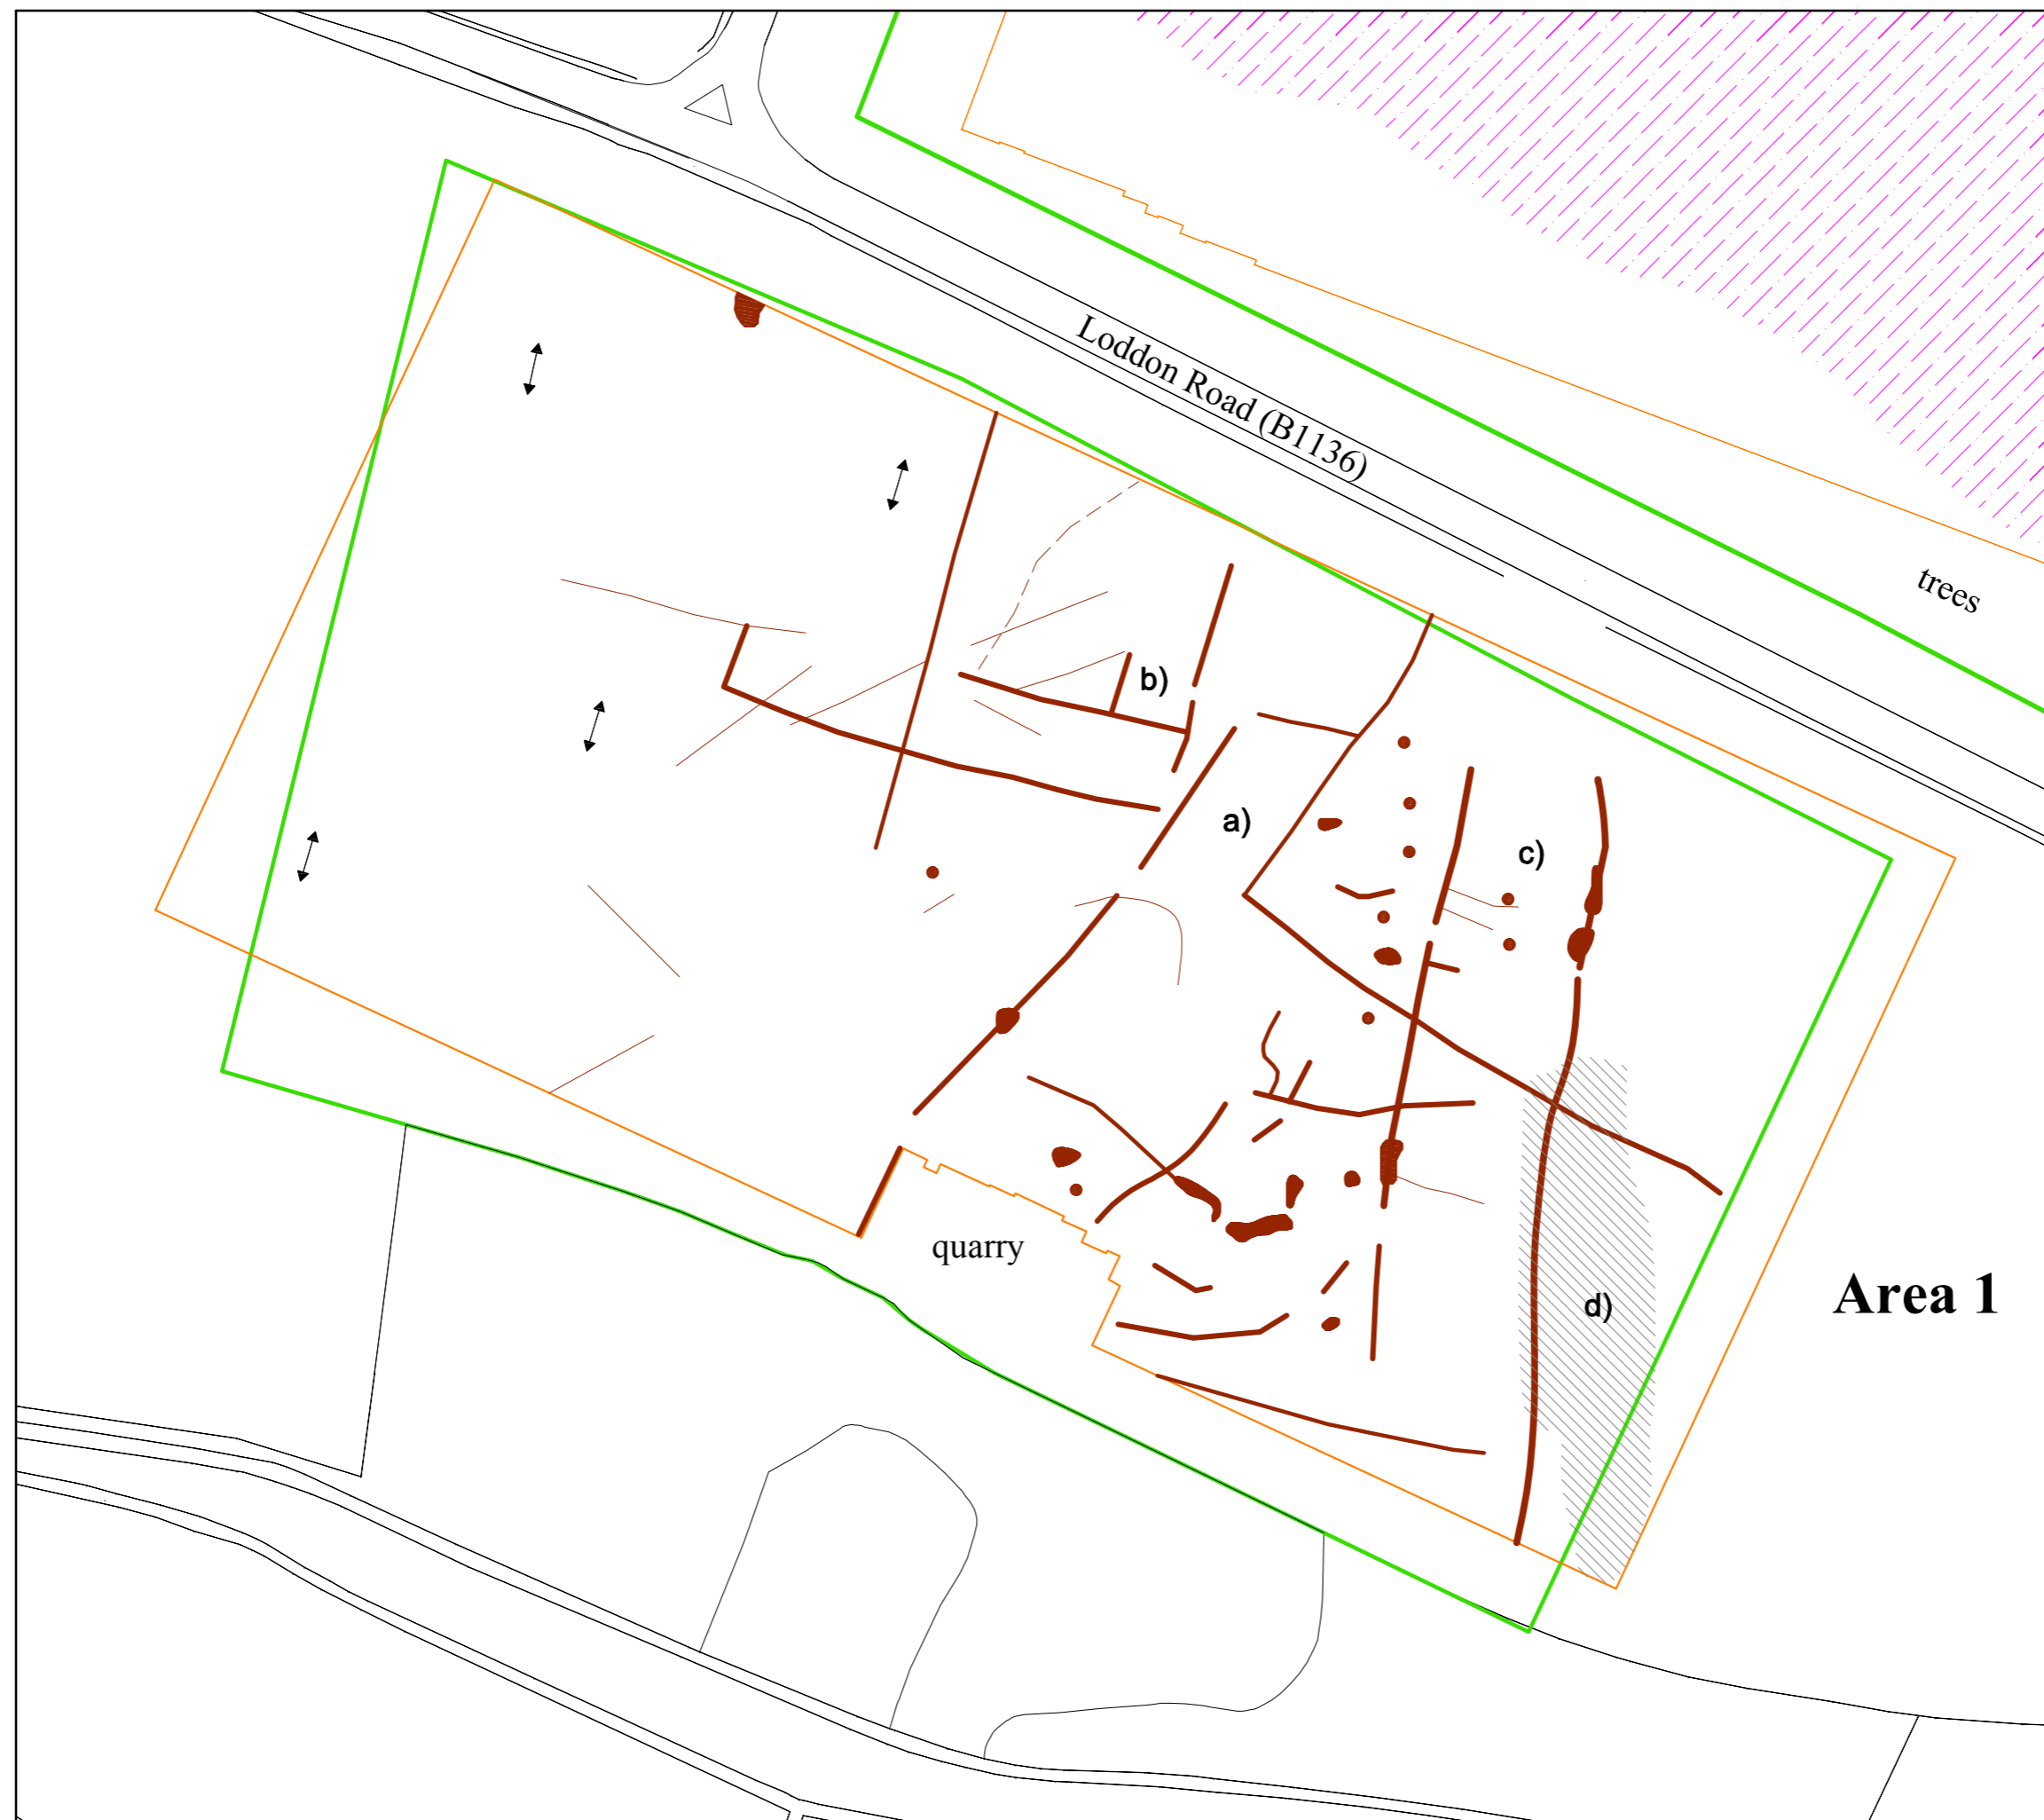 Loddon Road (B1136)
trees
b)
a)
c)
quarry
d)
Area 1